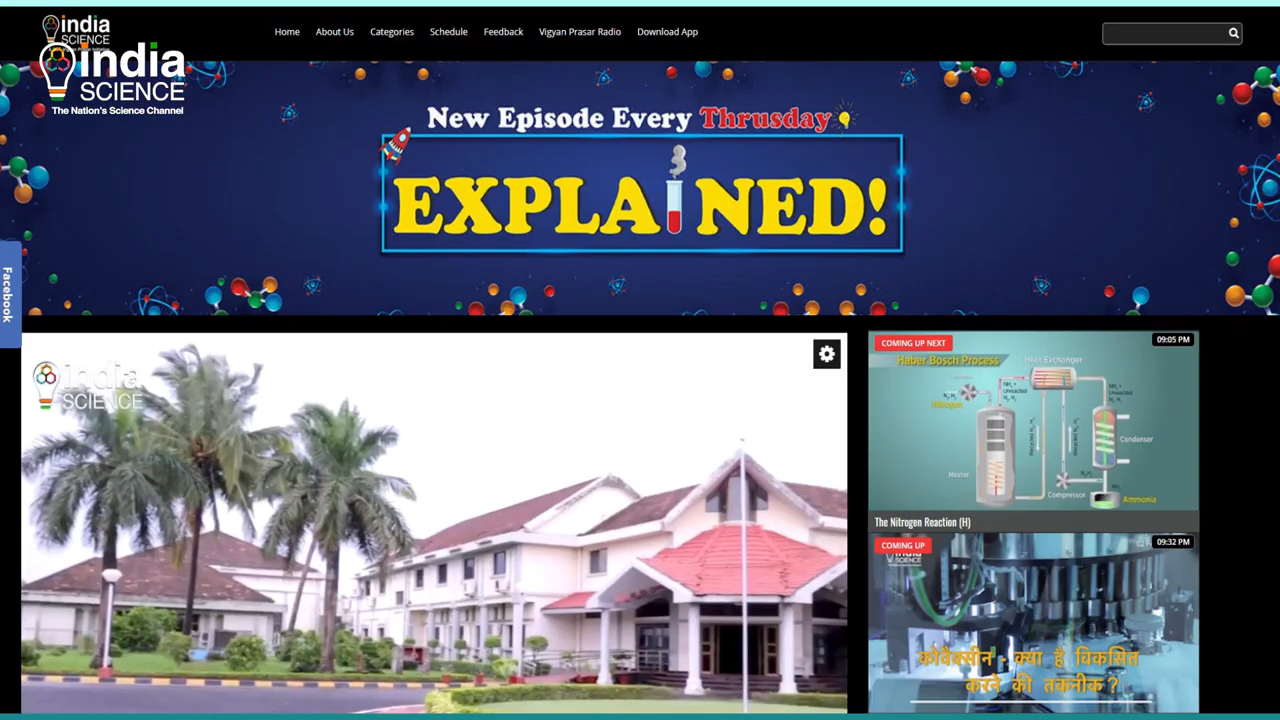 india
SCIENCE
Home About Us Categories Schedule Feedback Vigyan Prasar Radio Download App
india
SCIENCE
The Nation's Science Channel
New Episode Every Thrusday
EXPLAINED!
Facebook
india
SCIENCE
COMING UP NEXT 09:05 PM
Haber Bosch Process
Heat Exchanger
Nitrogen
Heater
Condenser
Compressor
Ammonia
The Nitrogen Reaction (H)
COMING UP 09:32 PM
SCIENCE
कोवैक्सीन - क्या है विकसित
करने की तकनीक ?